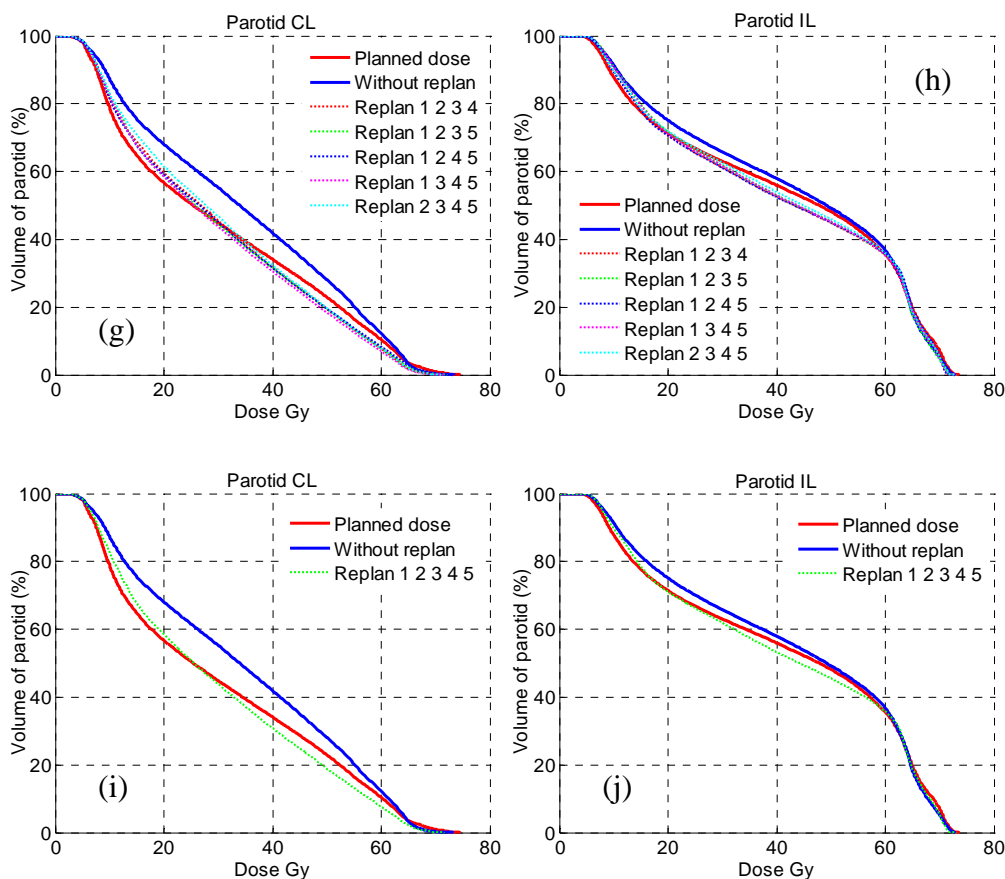 Parotid CL
Volume of parotid (%)
100
80
60
40
20
0
Planned dose
Without replan
Replan 1 2 3 4
Replan 1 2 3 5
Replan 1 2 4 5
Replan 1 3 4 5
Replan 2 3 4 5
(g)
0 20 40 60 80
Dose Gy
Parotid IL
Volume of parotid (%)
100
80
60
40
20
0
(h)
Planned dose
Without replan
Replan 1 2 3 4
Replan 1 2 3 5
Replan 1 2 4 5
Replan 1 3 4 5
Replan 2 3 4 5
0 20 40 60 80
Dose Gy
Parotid CL
Volume of parotid (%)
100
80
60
40
20
0
Planned dose
Without replan
Replan 1 2 3 4 5
(i)
0 20 40 60 80
Dose Gy
Parotid IL
Volume of parotid (%)
100
80
60
40
20
0
Planned dose
Without replan
Replan 1 2 3 4 5
(j)
0 20 40 60 80
Dose Gy